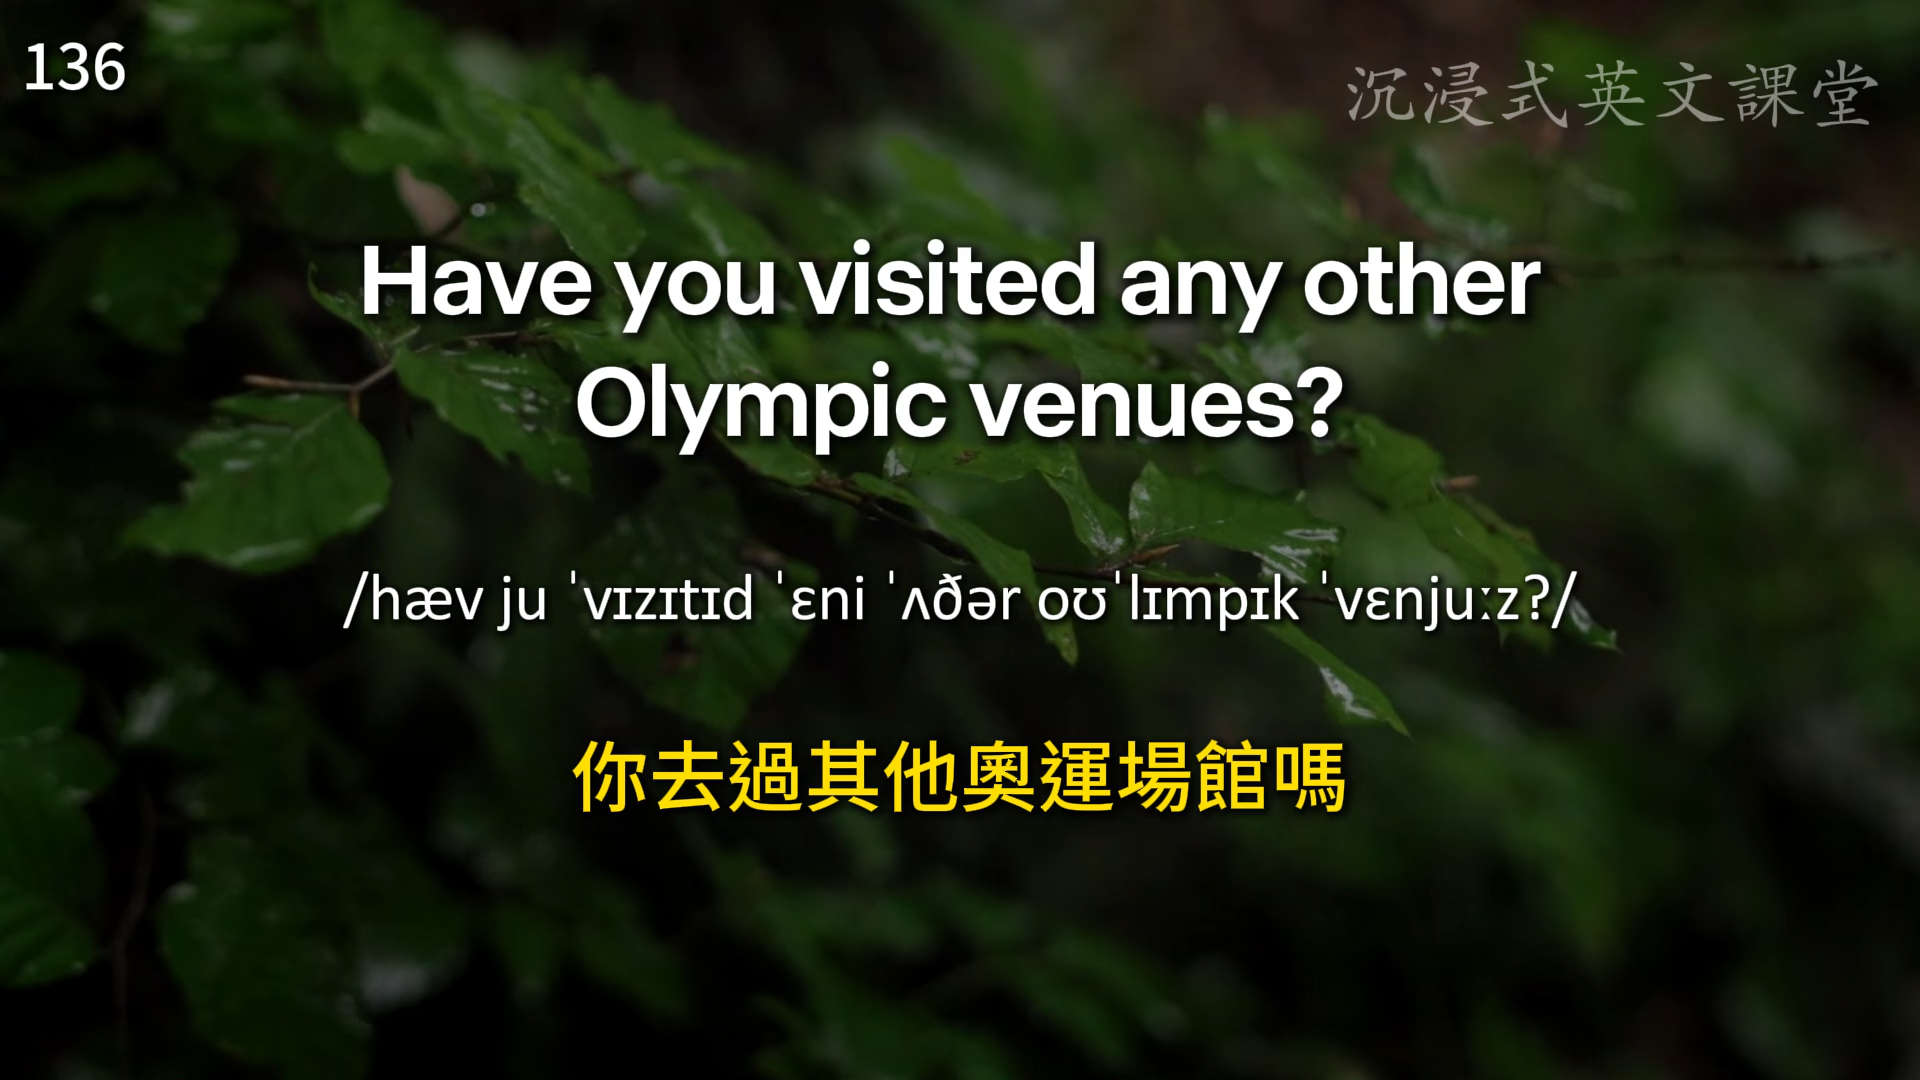 136
沉浸式英文課堂
Have you visited any other
Olympic venues?
/hæv ju ˈvɪzɪtɪd ˈɛni ˈʌðər oʊˈlɪmpɪk ˈvɛnjuːz?/
你去過其他奧運場館嗎